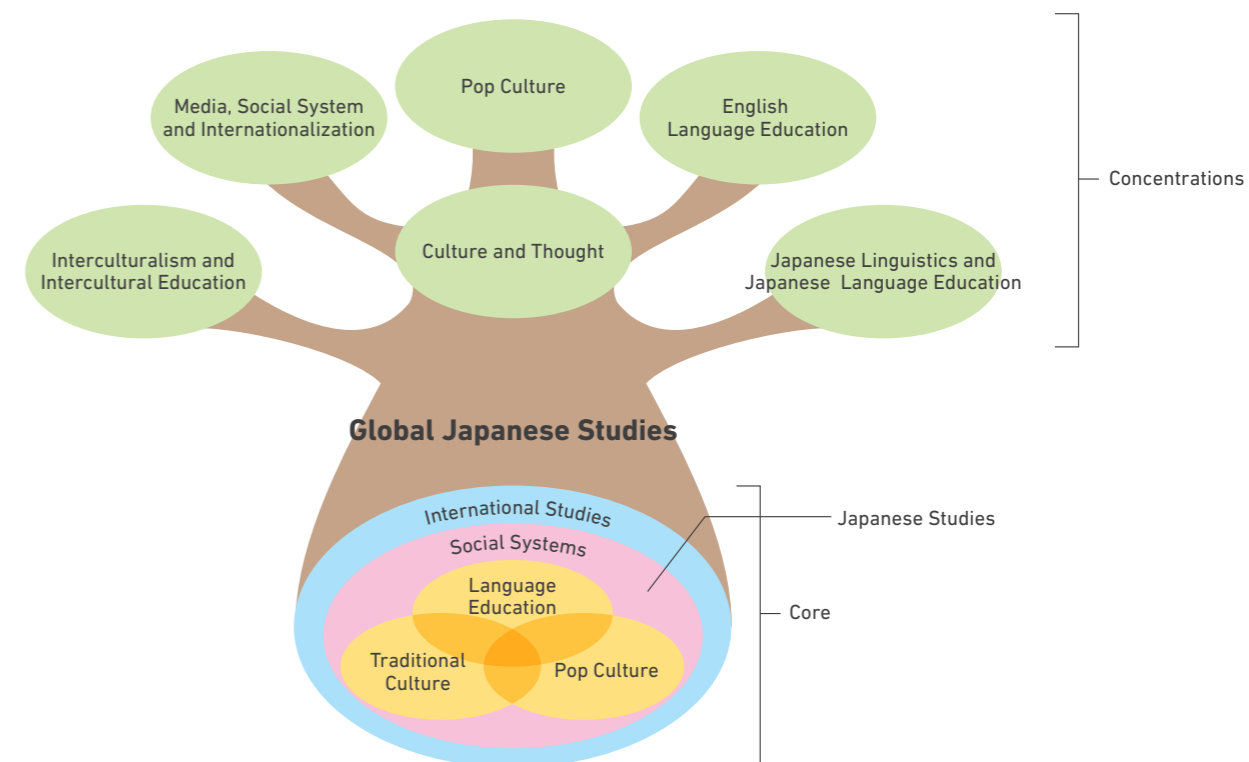 Pop Culture
Media, Social System
and Internationalization
English
Language Education
Concentrations
Culture and Thought
Interculturalism and
Intercultural Education
Japanese Linguistics and
Japanese Language Education
Global Japanese Studies
International Studies
Japanese Studies
Social Systems
Language
Education
Core
Traditional
Culture
Pop Culture